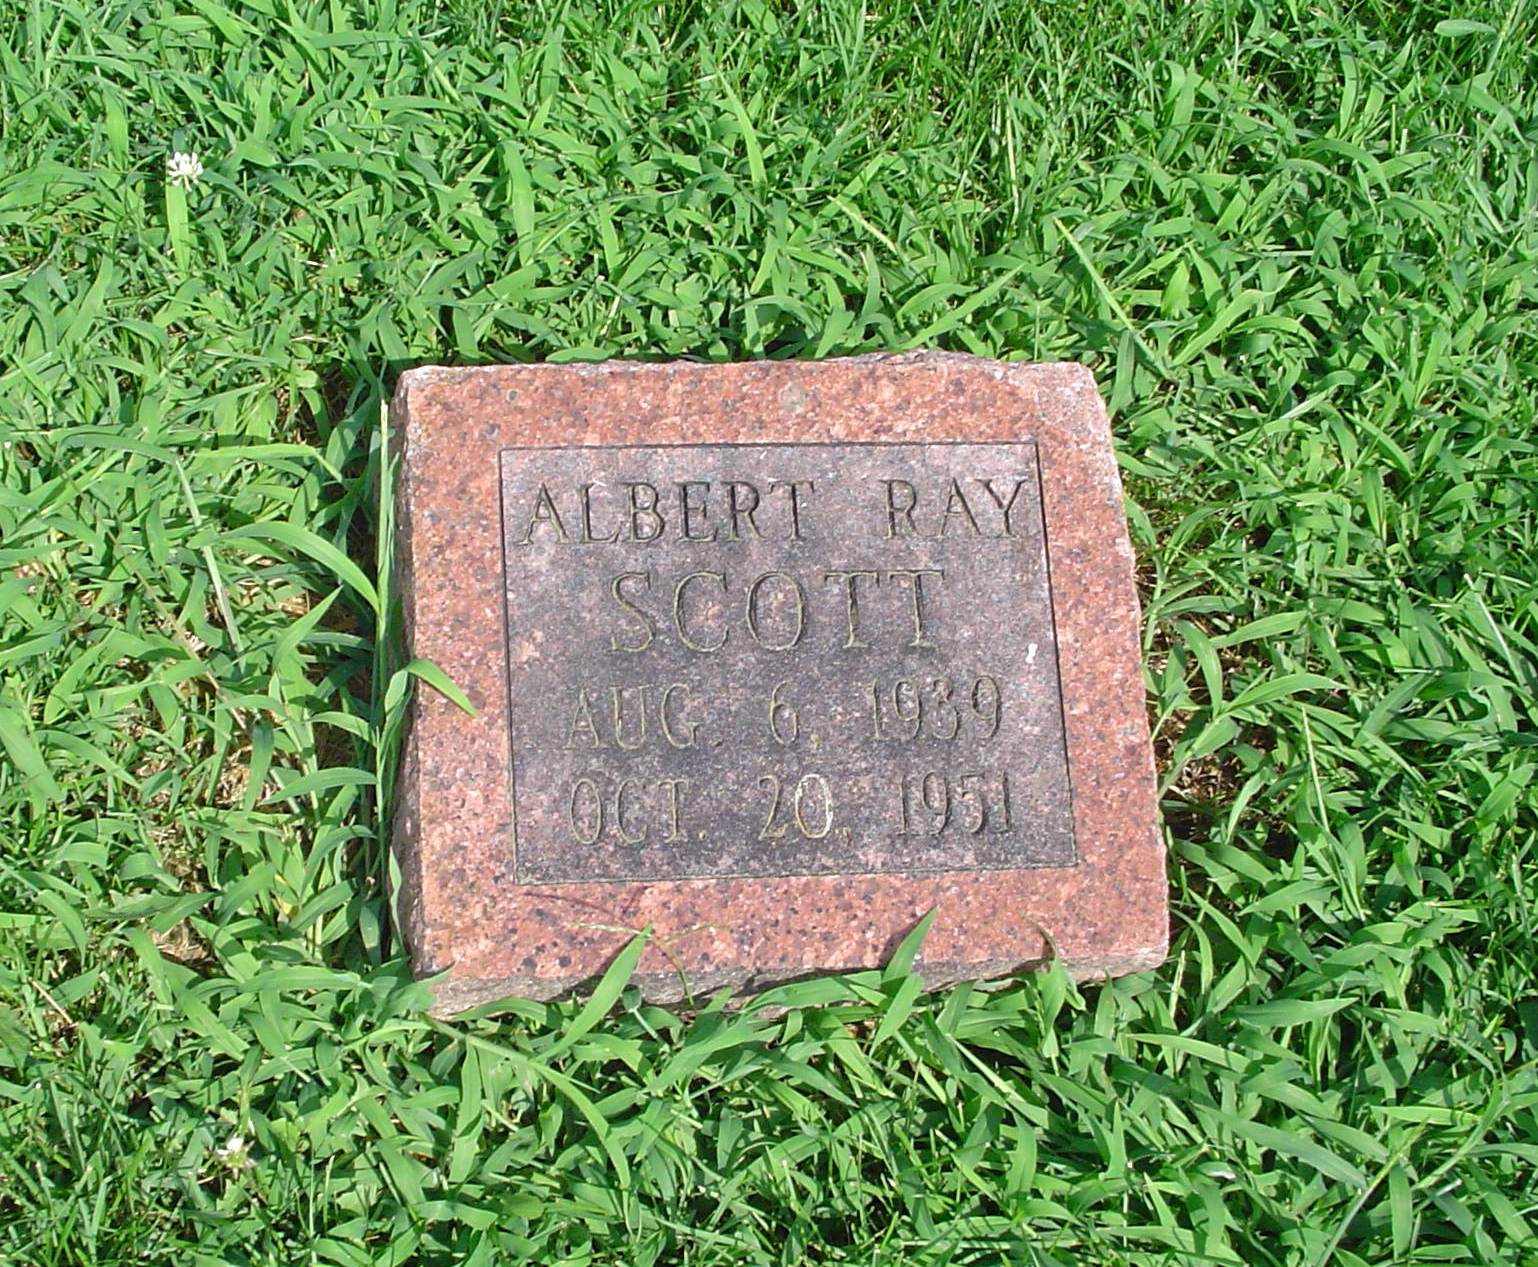 ALBERT RAY
SCOTT
AUG. 6, 1939
OCT. 20, 1951